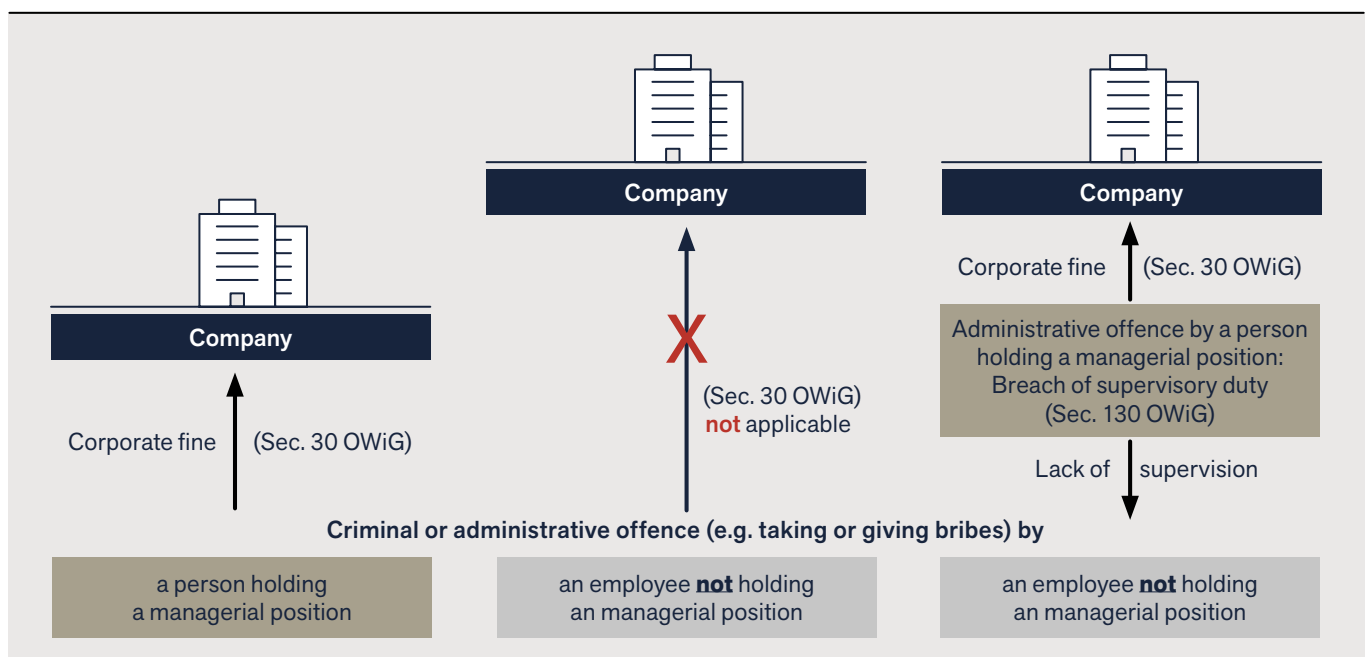 Company
Corporate fine
(Sec. 30 OWiG)
Company
X
(Sec. 30 OWiG)
not applicable
Company
Corporate fine
(Sec. 30 OWiG)
Administrative offence by a person
holding a managerial position:
Breach of supervisory duty
(Sec. 130 OWiG)
Lack of
supervision
Criminal or administrative offence (e.g. taking or giving bribes) by
a person holding
a managerial position
an employee not holding
an managerial position
an employee not holding
an managerial position